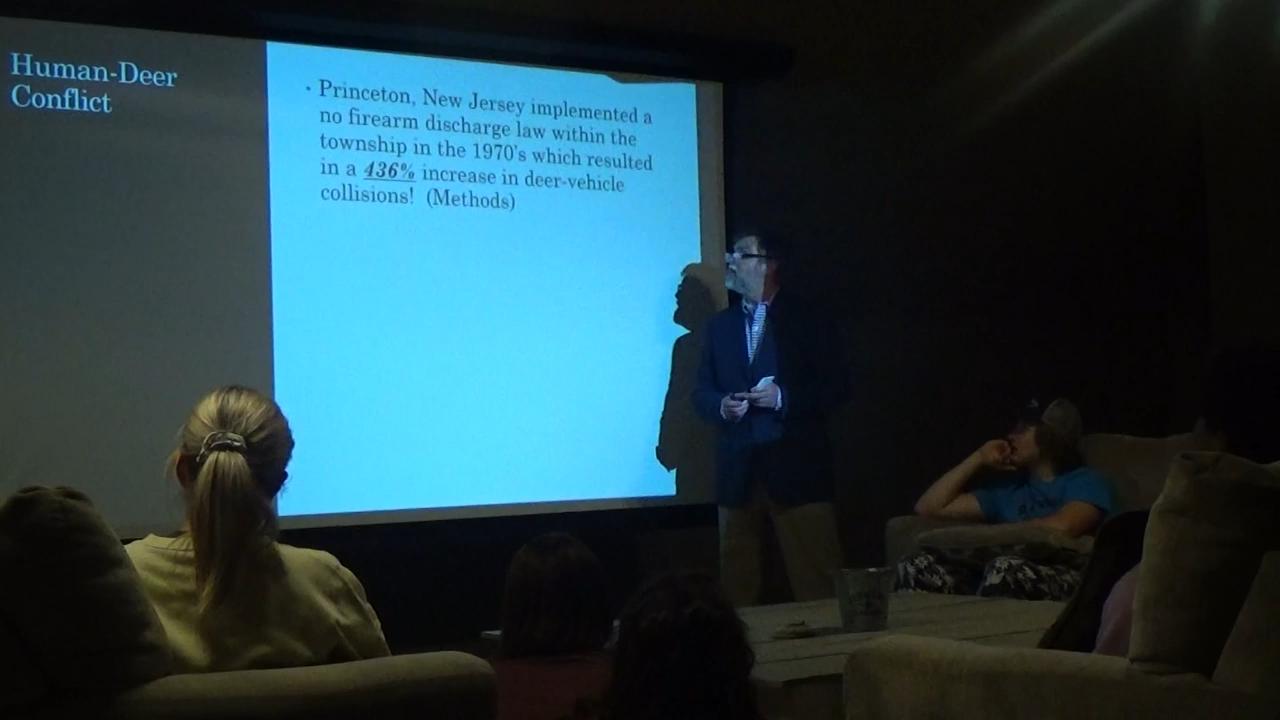 Human-Deer
Conflict
• Princeton, New Jersey implemented a
no firearm discharge law within the
township in the 1970's which resulted
in a 436% increase in deer-vehicle
collisions! (Methods)